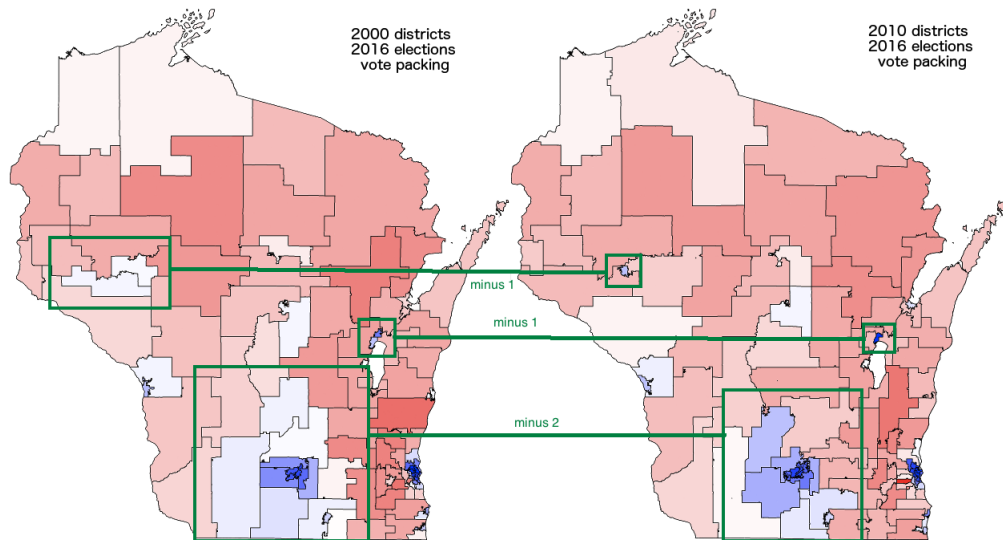 2000 districts
2016 elections
vote packing
2010 districts
2016 elections
vote packing
minus 1
minus 1
minus 2